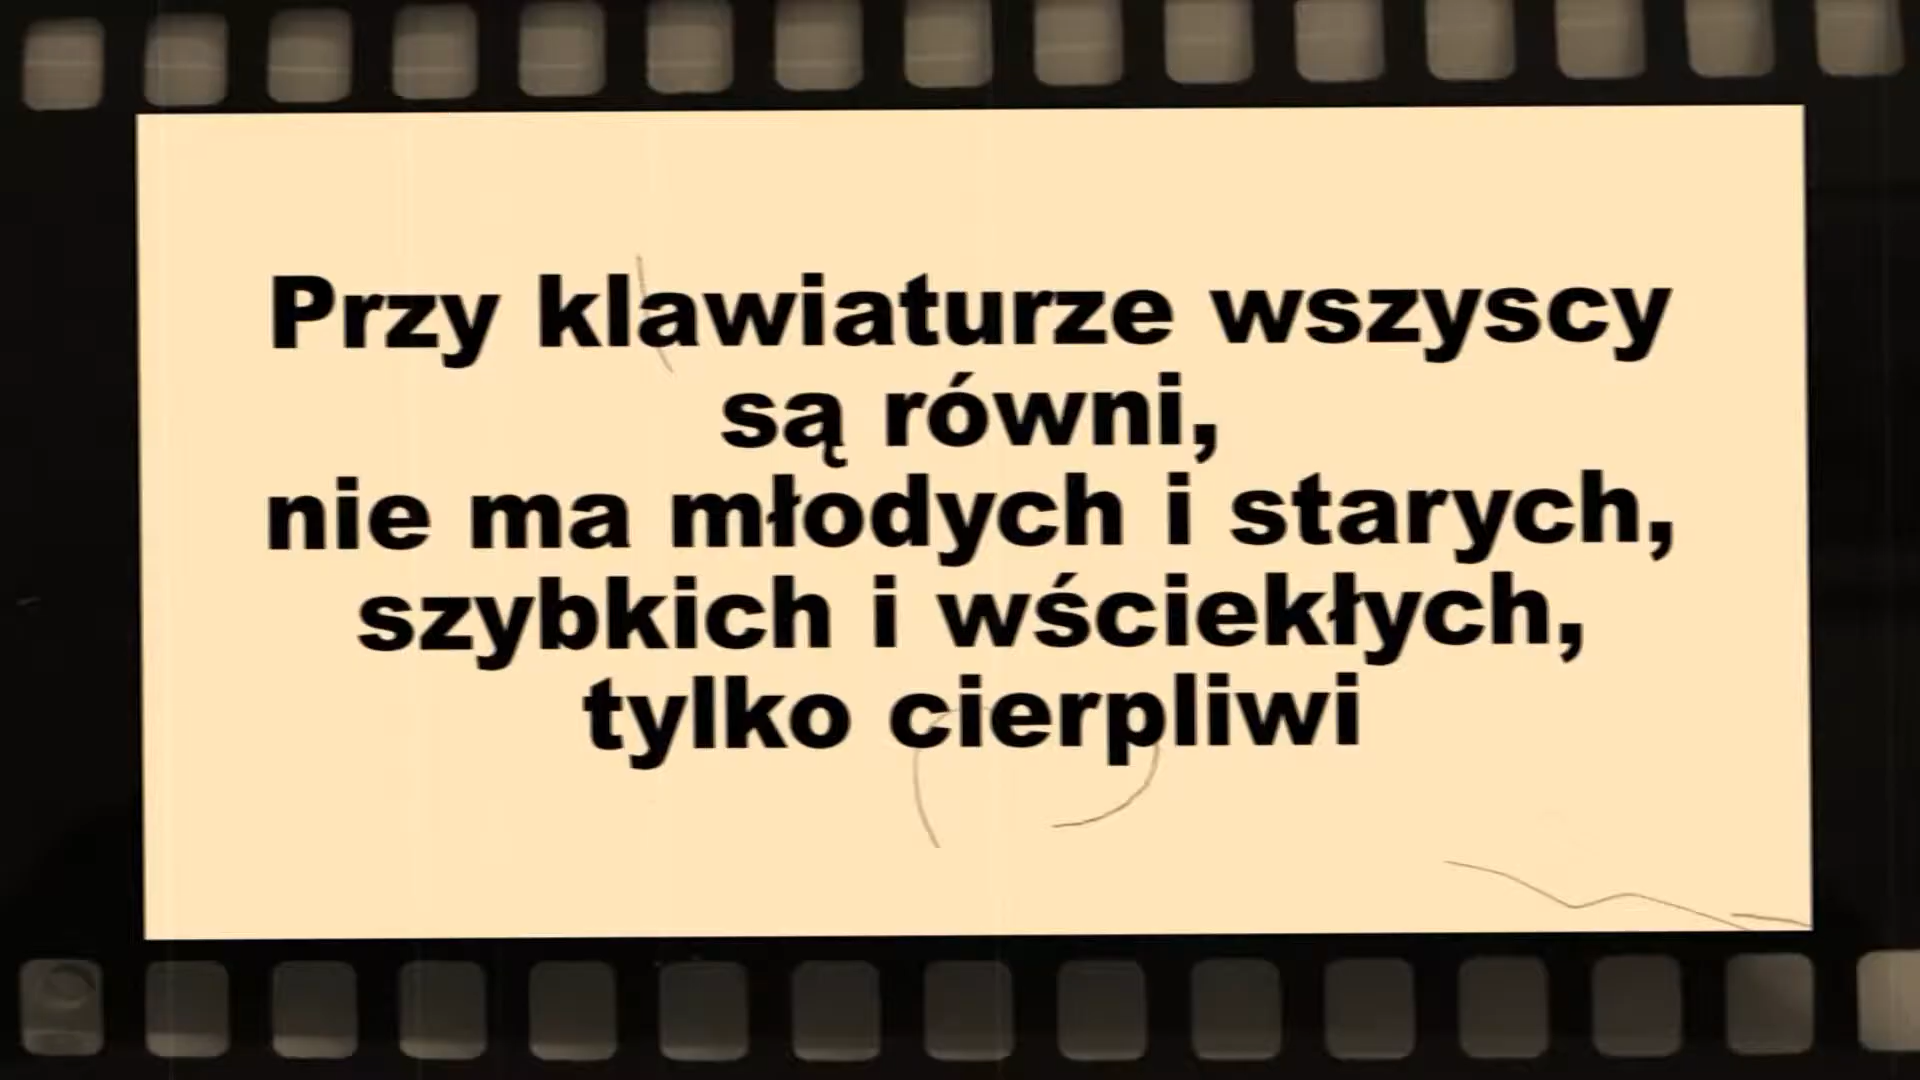 Przy klawiaturze wszyscy
są równi,
nie ma młodych i starych,
szybkich i wściekłych,
tylko cierpliwi